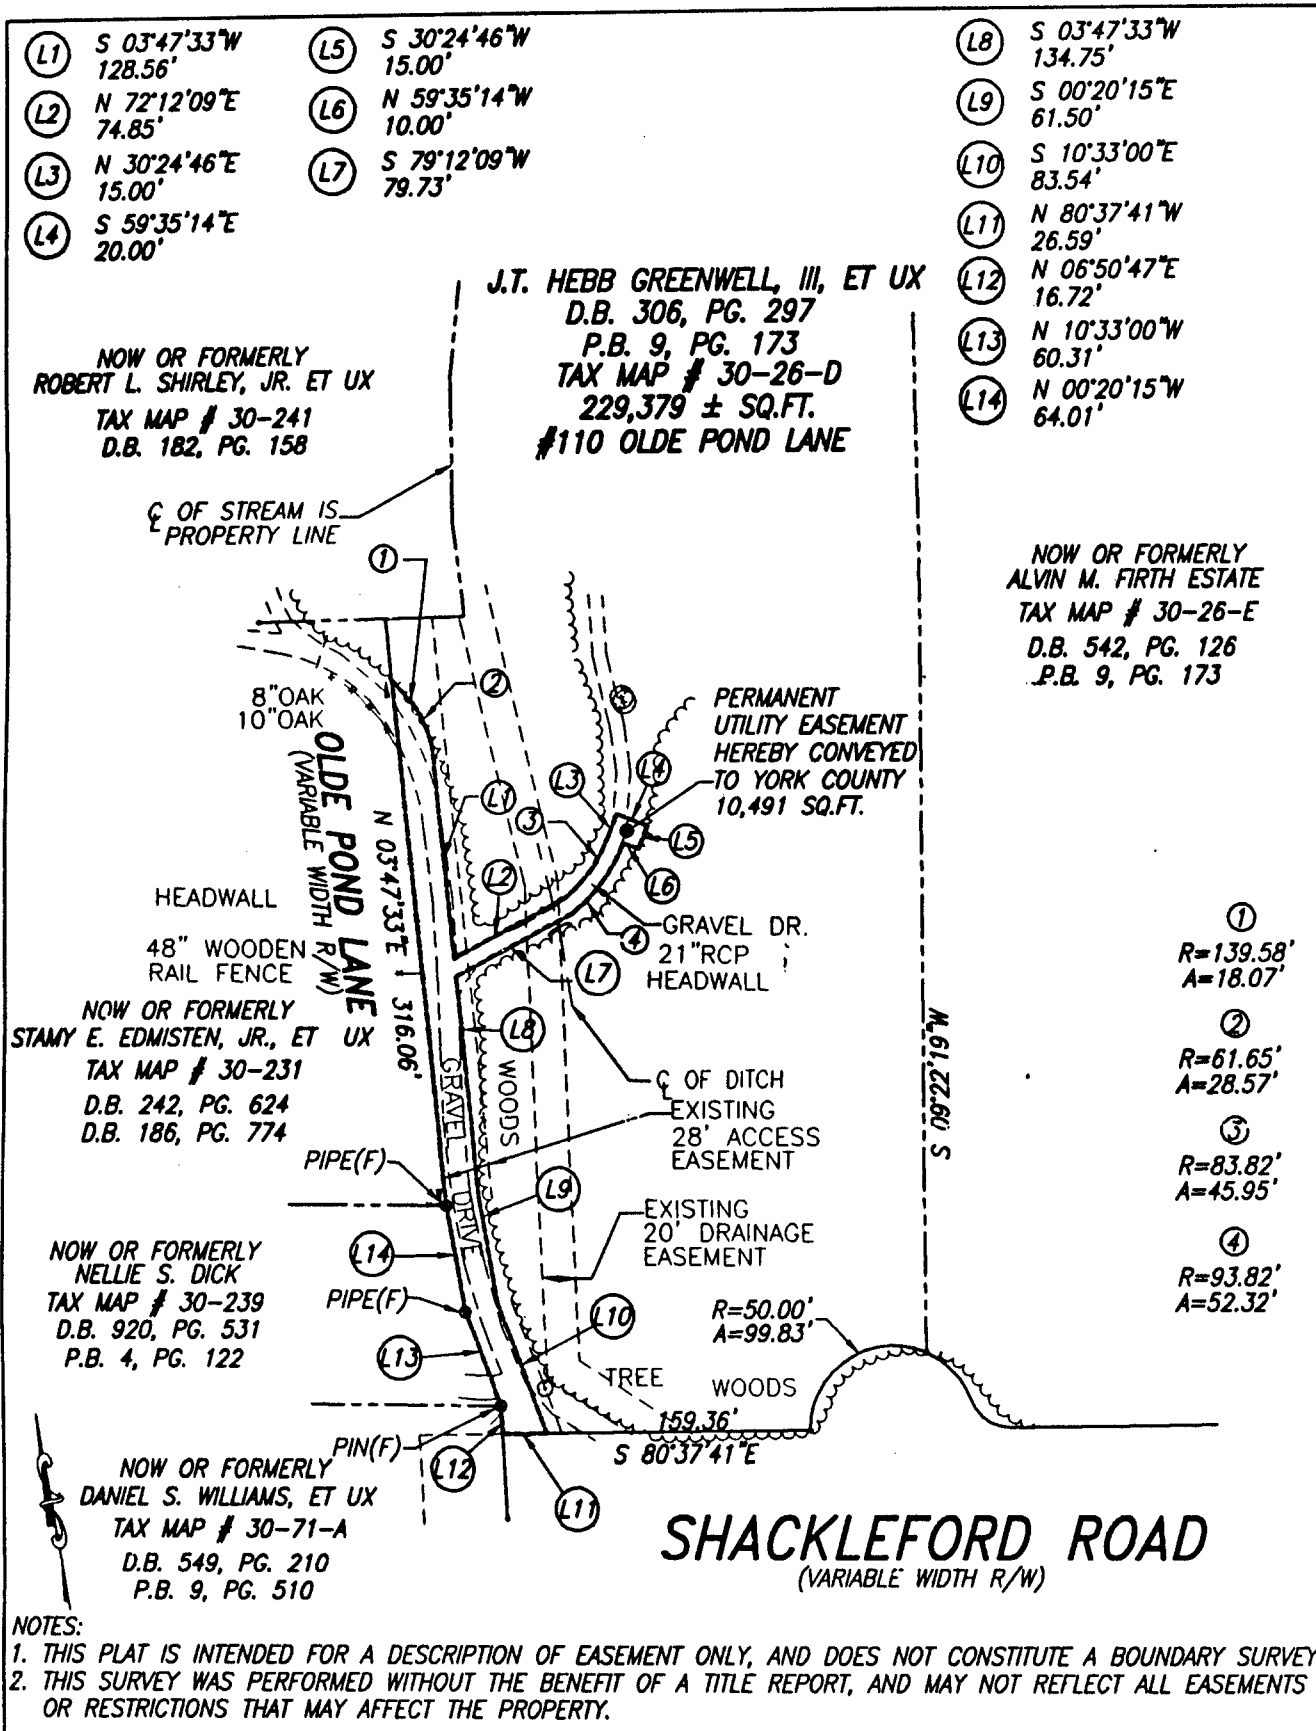 L1 S 03°47'33"W
128.56'
L2 N 72°12'09"E
74.85'
L3 N 30°24'46"E
15.00'
L4 S 59°35'14"E
20.00'
L5 S 30°24'46"W
15.00'
L6 N 59°35'14"W
10.00'
L7 S 79°12'09"W
79.73'
L8 S 03°47'33"W
134.75'
L9 S 00°20'15"E
61.50'
L10 S 10°33'00"E
83.54'
L11 N 80°37'41"W
26.59'
L12 N 06°50'47"E
16.72'
L13 N 10°33'00"W
60.31'
L14 N 00°20'15"W
64.01'
J.T. HEBB GREENWELL, III, ET UX
D.B. 306, PG. 297
P.B. 9, PG. 173
TAX MAP # 30-26-D
229,379 ± SQ.FT.
#110 OLDE POND LANE
NOW OR FORMERLY
ROBERT L. SHIRLEY, JR. ET UX
TAX MAP # 30-241
D.B. 182, PG. 158
℄ OF STREAM IS
PROPERTY LINE
NOW OR FORMERLY
ALVIN M. FIRTH ESTATE
TAX MAP # 30-26-E
D.B. 542, PG. 126
P.B. 9, PG. 173
1
2
8"OAK
10"OAK
OLDE POND LANE
(VARIABLE WIDTH R/W)
N 03°47'33"E 316.06'
PERMANENT
UTILITY EASEMENT
HEREBY CONVEYED
TO YORK COUNTY
10,491 SQ.FT.
L1
L2
3
L3
L4
L5
L6
4
L7
GRAVEL DR.
21"RCP
HEADWALL
HEADWALL
48" WOODEN
RAIL FENCE
NOW OR FORMERLY
STAMY E. EDMISTEN, JR., ET UX
TAX MAP # 30-231
D.B. 242, PG. 624
D.B. 186, PG. 774
L8
WOODS
GRAVEL DRIVE
℄ OF DITCH
EXISTING
28' ACCESS
EASEMENT
S 09°22'19"W
1
R=139.58'
A=18.07'
2
R=61.65'
A=28.57'
3
R=83.82'
A=45.95'
4
R=93.82'
A=52.32'
PIPE(F)
L9
EXISTING
20' DRAINAGE
EASEMENT
NOW OR FORMERLY
NELLIE S. DICK
TAX MAP # 30-239
D.B. 920, PG. 531
P.B. 4, PG. 122
L14
PIPE(F)
L13
L10
R=50.00'
A=99.83'
TREE
WOODS
159.36'
S 80°37'41"E
PIN(F)
L12
L11
NOW OR FORMERLY
DANIEL S. WILLIAMS, ET UX
TAX MAP # 30-71-A
D.B. 549, PG. 210
P.B. 9, PG. 510
SHACKLEFORD ROAD
(VARIABLE WIDTH R/W)
NOTES:
1. THIS PLAT IS INTENDED FOR A DESCRIPTION OF EASEMENT ONLY, AND DOES NOT CONSTITUTE A BOUNDARY SURVEY
2. THIS SURVEY WAS PERFORMED WITHOUT THE BENEFIT OF A TITLE REPORT, AND MAY NOT REFLECT ALL EASEMENTS
OR RESTRICTIONS THAT MAY AFFECT THE PROPERTY.